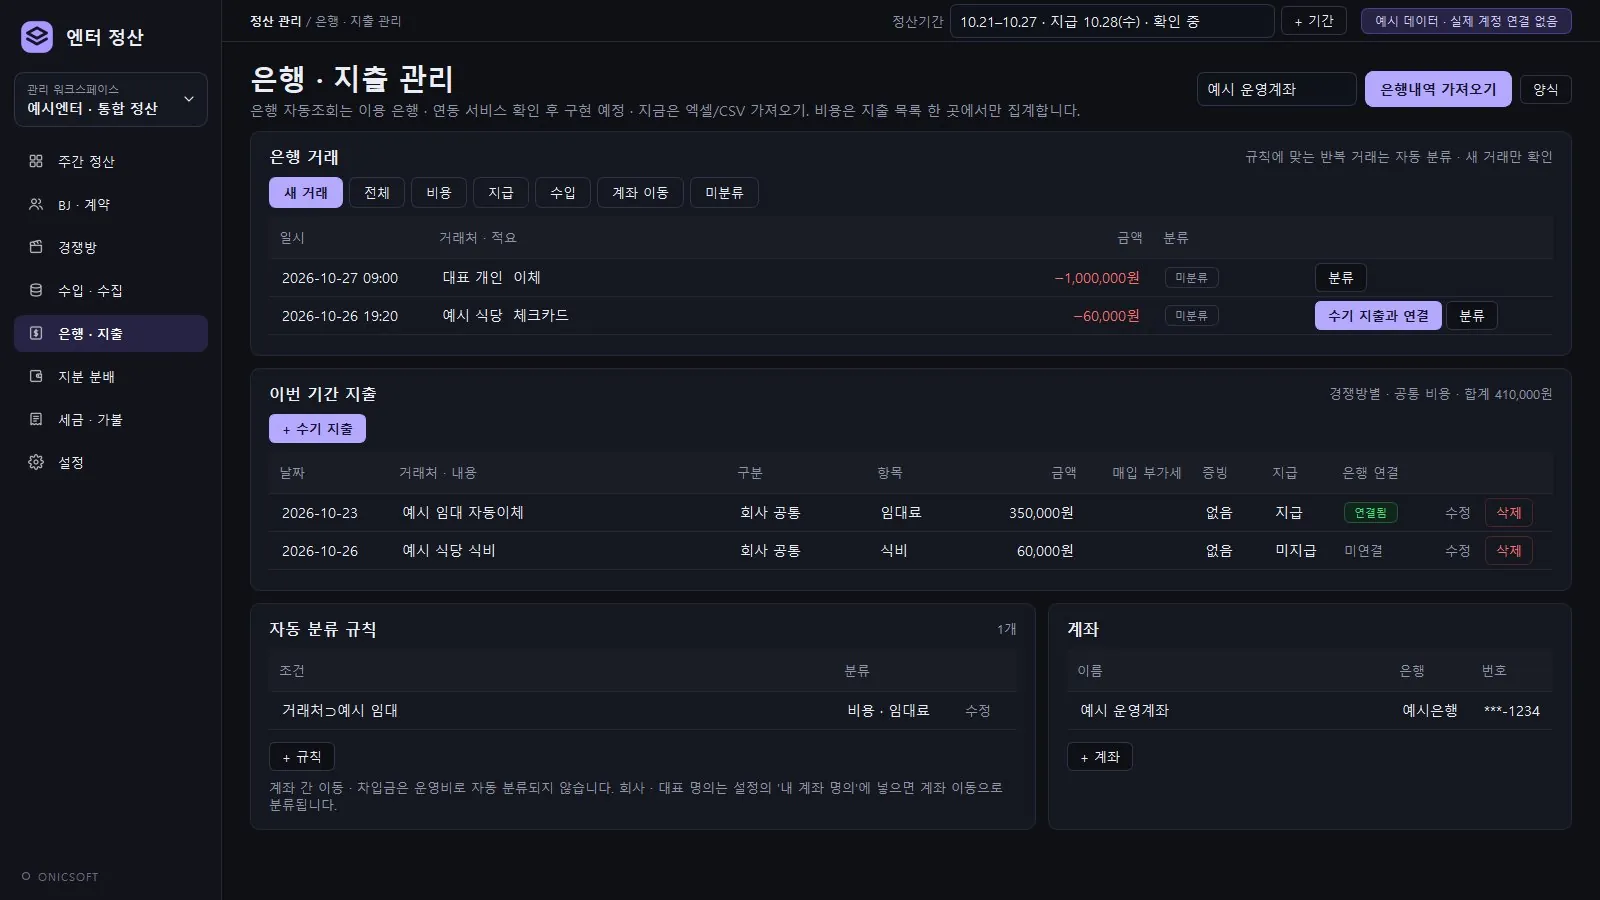 엔터 정산
관리 워크스페이스
예시엔터 · 통합 정산
주간 정산
BJ · 계약
경쟁방
수입 · 수집
은행 · 지출
지분 분배
세금 · 가불
설정
ONICSOFT
정산 관리 / 은행 · 지출 관리
정산기간 10.21–10.27 · 지급 10.28(수) · 확인 중 + 기간 예시 데이터 · 실제 계정 연결 없음
은행 · 지출 관리
은행 자동조회는 이용 은행 · 연동 서비스 확인 후 구현 예정 · 지금은 엑셀/CSV 가져오기. 비용은 지출 목록 한 곳에서만 집계합니다.
예시 운영계좌 은행내역 가져오기 양식
은행 거래 규칙에 맞는 반복 거래는 자동 분류 · 새 거래만 확인
새 거래 전체 비용 지급 수입 계좌 이동 미분류
일시 거래처 · 적요 금액 분류
2026-10-27 09:00 대표 개인 이체 −1,000,000원 미분류 분류
2026-10-26 19:20 예시 식당 체크카드 −60,000원 미분류 수기 지출과 연결 분류
이번 기간 지출 경쟁방별 · 공통 비용 · 합계 410,000원
+ 수기 지출
날짜 거래처 · 내용 구분 항목 금액 매입 부가세 증빙 지급 은행 연결
2026-10-23 예시 임대 자동이체 회사 공통 임대료 350,000원 없음 지급 연결됨 수정 삭제
2026-10-26 예시 식당 식비 회사 공통 식비 60,000원 없음 미지급 미연결 수정 삭제
자동 분류 규칙 1개
조건 분류
거래처⊃예시 임대 비용 · 임대료 수정
+ 규칙
계좌 간 이동 · 차입금은 운영비로 자동 분류되지 않습니다. 회사 · 대표 명의는 설정의 '내 계좌 명의'에 넣으면 계좌 이동으로
분류됩니다.
계좌
이름 은행 번호
예시 운영계좌 예시은행 ***-1234
+ 계좌